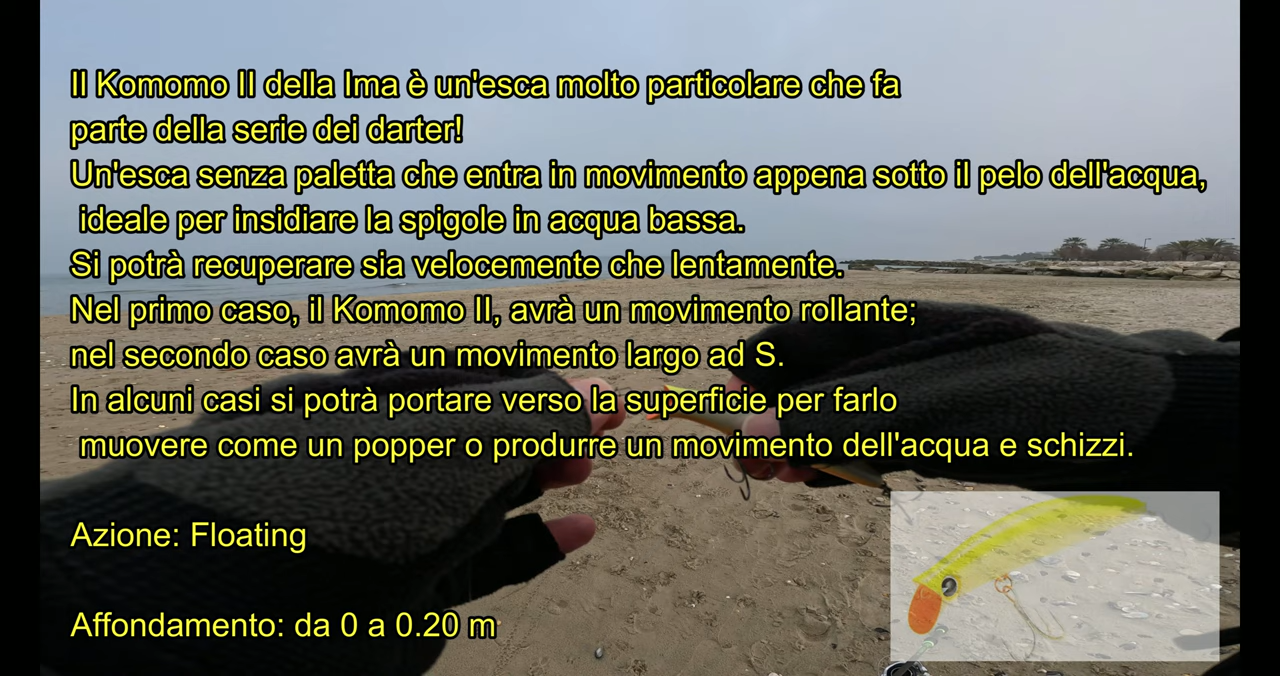 Il Komomo II della Ima è un'esca molto particolare che fa
parte della serie dei darter!
Un'esca senza paletta che entra in movimento appena sotto il pelo dell'acqua,
ideale per insidiare la spigole in acqua bassa.
Si potrà recuperare sia velocemente che lentamente.
Nel primo caso, il Komomo II, avrà un movimento rollante;
nel secondo caso avrà un movimento largo ad S.
In alcuni casi si potrà portare verso la superficie per farlo
muovere come un popper o produrre un movimento dell'acqua e schizzi.
Azione: Floating
Affondamento: da 0 a 0.20 m